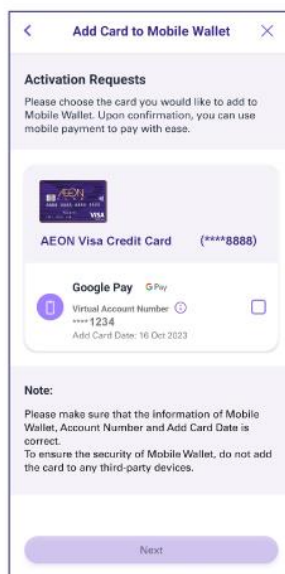 Add Card to Mobile Wallet
Activation Requests
Please choose the card you would like to add to
Mobile Wallet. Upon confirmation, you can use
mobile payment to pay with ease.
AEON
VISA
AEON Visa Credit Card (****8888)
Google Pay G Pay
Virtual Account Number
****1234
Add Card Date: 16 Oct 2023
Note:
Please make sure that the information of Mobile
Wallet, Account Number and Add Card Date is
correct.
To ensure the security of Mobile Wallet, do not add
the card to any third-party devices.
Next